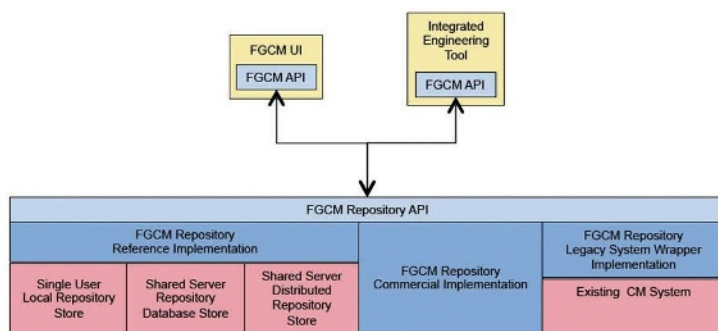 FGCM UI
FGCM API
Integrated
Engineering
Tool
FGCM API
FGCM Repository API
FGCM Repository
Reference Implementation
Single User
Local Repository
Store
Shared Server
Repository
Database Store
Shared Server
Distributed
Repository
Store
FGCM Repository
Commercial Implementation
FGCM Repository
Legacy System Wrapper
Implementation
Existing CM System